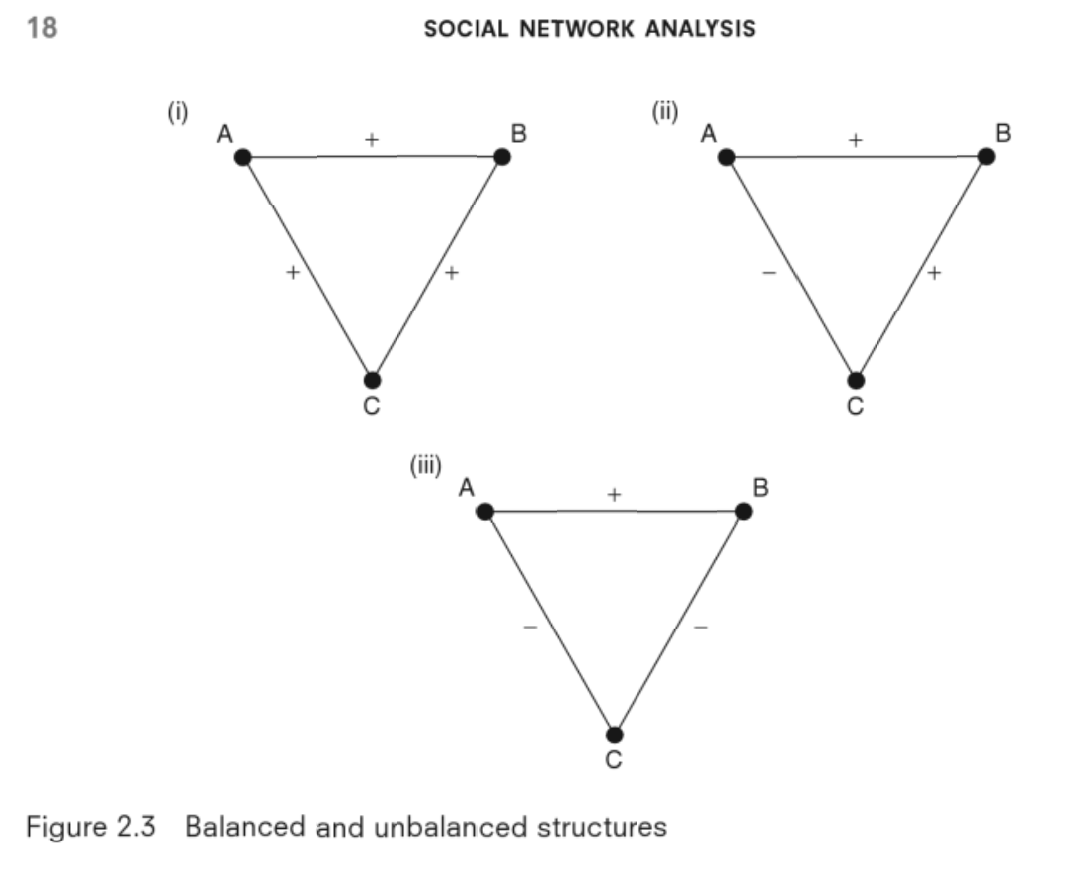 18 SOCIAL NETWORK ANALYSIS
(i)
A + B
+ +
C
(ii)
A + B
− +
C
(iii)
A + B
− −
C
Figure 2.3 Balanced and unbalanced structures